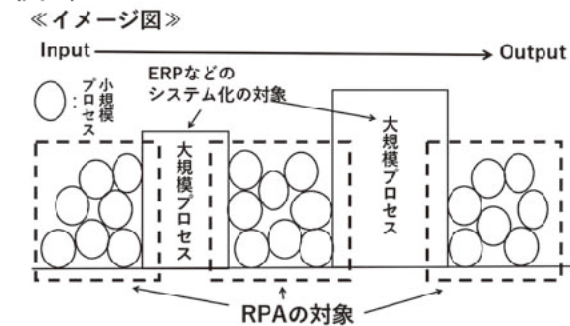 ≪イメージ図≫
Input
Output
ERPなどの
システム化の対象
：小規模
プロセス
大規模プロセス
大規模プロセス
RPAの対象